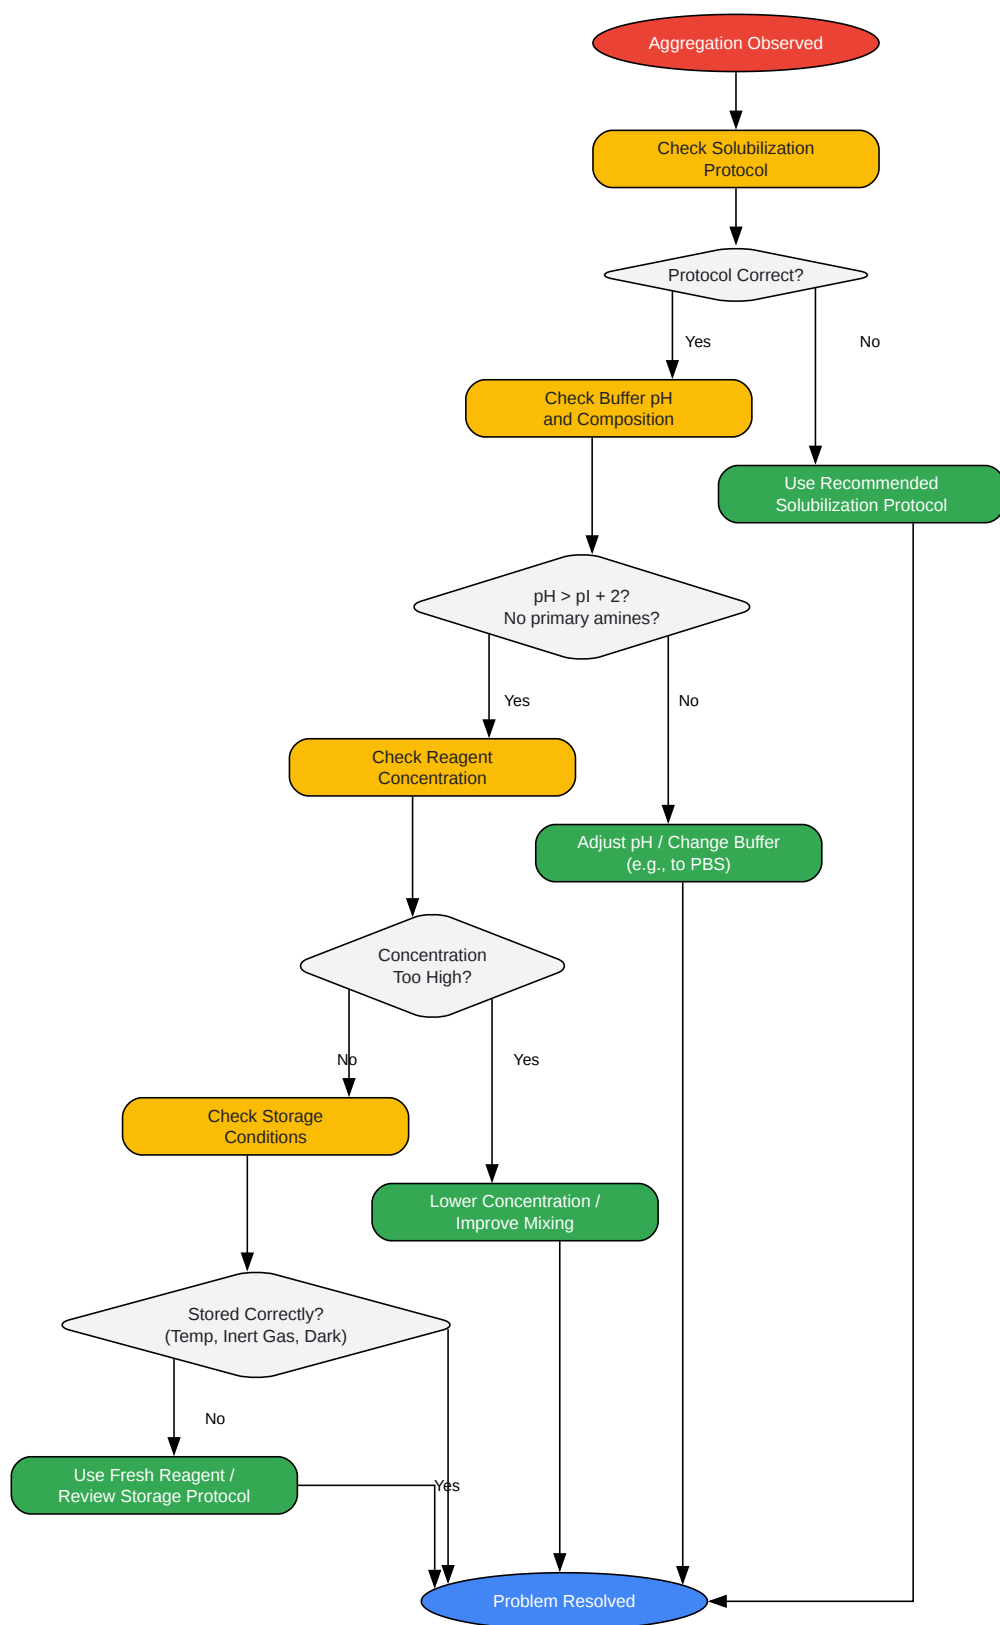 Aggregation Observed
Check Solubilization
Protocol
Protocol Correct?
Yes
No
Check Buffer pH
and Composition
Use Recommended
Solubilization Protocol
pH > pI + 2?
No primary amines?
Yes
No
Check Reagent
Concentration
Adjust pH / Change Buffer
(e.g., to PBS)
Concentration
Too High?
No
Yes
Check Storage
Conditions
Lower Concentration /
Improve Mixing
Stored Correctly?
(Temp, Inert Gas, Dark)
No
Use Fresh Reagent /
Review Storage Protocol
Yes
Problem Resolved